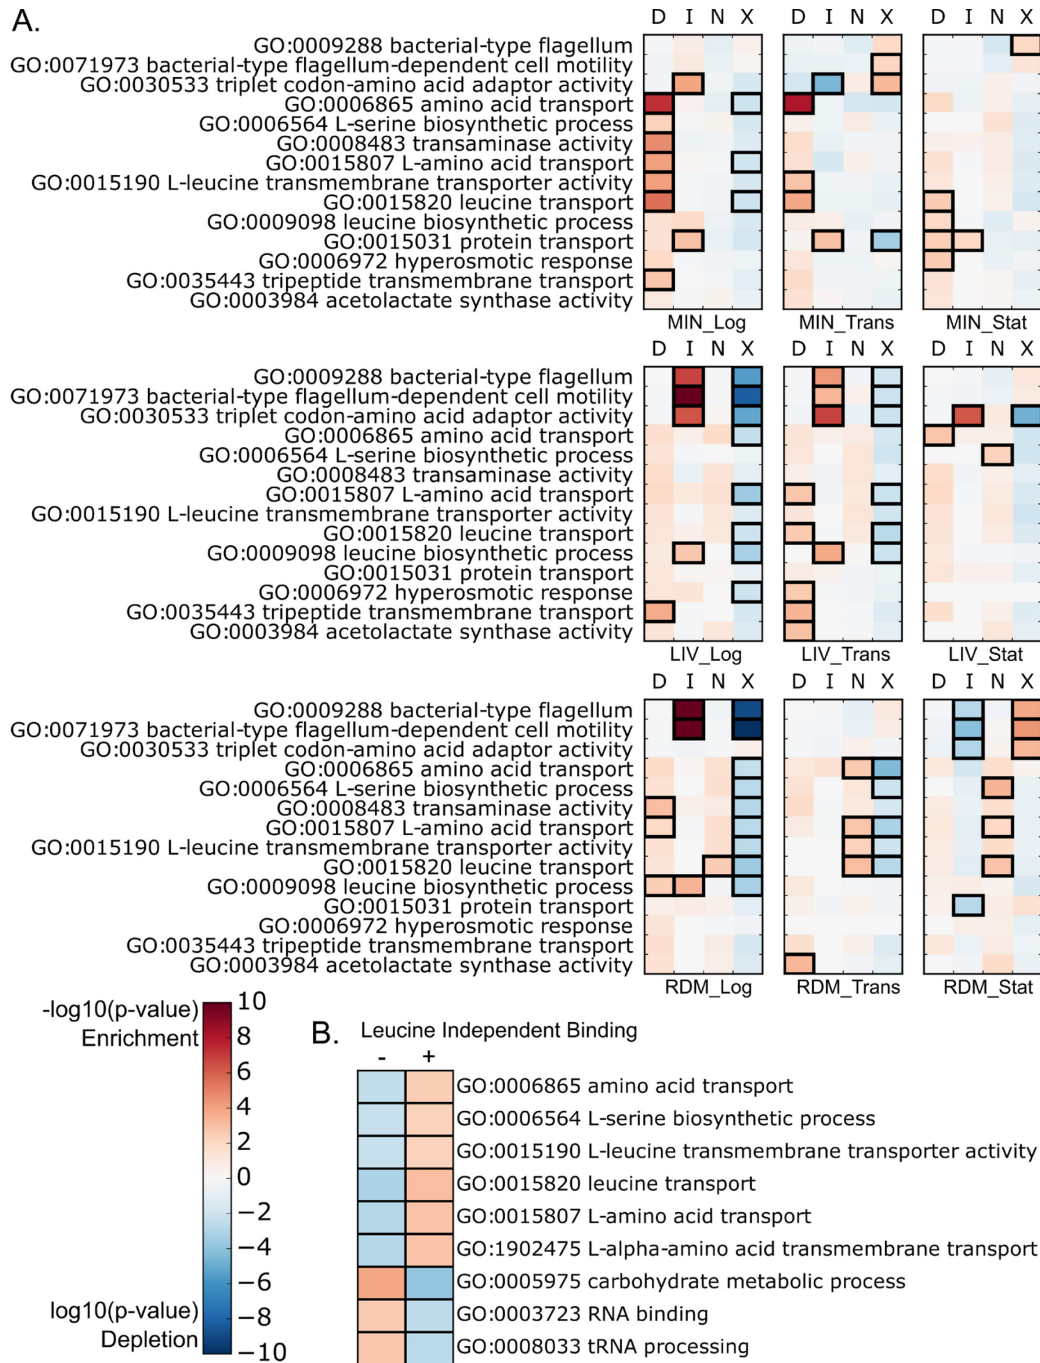 A.
D I N X D I N X D I N X
GO:0009288 bacterial-type flagellum
GO:0071973 bacterial-type flagellum-dependent cell motility
GO:0030533 triplet codon-amino acid adaptor activity
GO:0006865 amino acid transport
GO:0006564 L-serine biosynthetic process
GO:0008483 transaminase activity
GO:0015807 L-amino acid transport
GO:0015190 L-leucine transmembrane transporter activity
GO:0015820 leucine transport
GO:0009098 leucine biosynthetic process
GO:0015031 protein transport
GO:0006972 hyperosmotic response
GO:0035443 tripeptide transmembrane transport
GO:0003984 acetolactate synthase activity
MIN_Log MIN_Trans MIN_Stat
D I N X D I N X D I N X
GO:0009288 bacterial-type flagellum
GO:0071973 bacterial-type flagellum-dependent cell motility
GO:0030533 triplet codon-amino acid adaptor activity
GO:0006865 amino acid transport
GO:0006564 L-serine biosynthetic process
GO:0008483 transaminase activity
GO:0015807 L-amino acid transport
GO:0015190 L-leucine transmembrane transporter activity
GO:0015820 leucine transport
GO:0009098 leucine biosynthetic process
GO:0015031 protein transport
GO:0006972 hyperosmotic response
GO:0035443 tripeptide transmembrane transport
GO:0003984 acetolactate synthase activity
LIV_Log LIV_Trans LIV_Stat
D I N X D I N X D I N X
GO:0009288 bacterial-type flagellum
GO:0071973 bacterial-type flagellum-dependent cell motility
GO:0030533 triplet codon-amino acid adaptor activity
GO:0006865 amino acid transport
GO:0006564 L-serine biosynthetic process
GO:0008483 transaminase activity
GO:0015807 L-amino acid transport
GO:0015190 L-leucine transmembrane transporter activity
GO:0015820 leucine transport
GO:0009098 leucine biosynthetic process
GO:0015031 protein transport
GO:0006972 hyperosmotic response
GO:0035443 tripeptide transmembrane transport
GO:0003984 acetolactate synthase activity
RDM_Log RDM_Trans RDM_Stat
-log10(p-value)
Enrichment
10
8
6
4
2
0
−2
−4
−6
−8
−10
log10(p-value)
Depletion
B. Leucine Independent Binding
- +
GO:0006865 amino acid transport
GO:0006564 L-serine biosynthetic process
GO:0015190 L-leucine transmembrane transporter activity
GO:0015820 leucine transport
GO:0015807 L-amino acid transport
GO:1902475 L-alpha-amino acid transmembrane transport
GO:0005975 carbohydrate metabolic process
GO:0003723 RNA binding
GO:0008033 tRNA processing